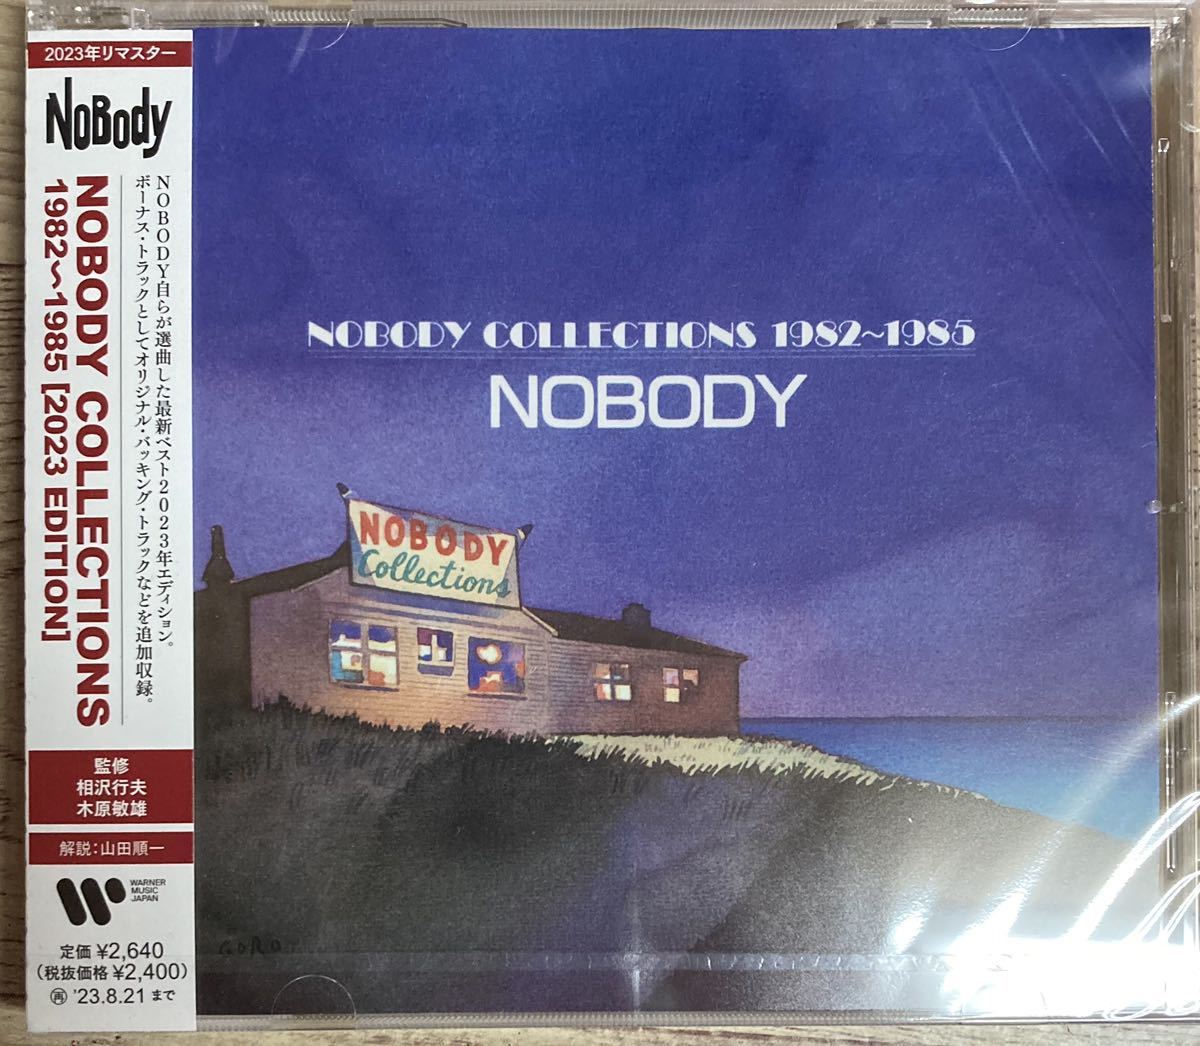 2023年リマスター
NoBody
NOBODY COLLECTIONS
1982〜1985 [2023 EDITION]
NOBODY自らが選曲した最新ベスト2023年エディション。
ボーナス・トラックとしてオリジナル・バッキング・トラックなどを追加収録。
監修
相沢行夫
木原敏雄
解説：山田順一
WARNER
MUSIC
JAPAN
定価 ¥2,640
（税抜価格 ¥2,400）
再 '23.8.21 まで
NOBODY COLLECTIONS 1982~1985
NOBODY
NOBODY
Collections
GORO